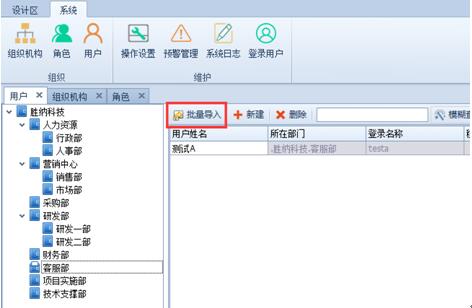 设计区 系统
组织机构 角色 用户 操作设置 预警管理 系统日志 登录用户
组织 维护
用户 × 组织机构 × 角色 ×
胜纳科技
人力资源
行政部
人事部
营销中心
销售部
市场部
采购部
研发部
研发一部
研发二部
财务部
客服部
项目实施部
技术支撑部
批量导入 新建 删除 模糊
用户姓名 所在部门 登录名称
测试A .胜纳科技.客服部 testa